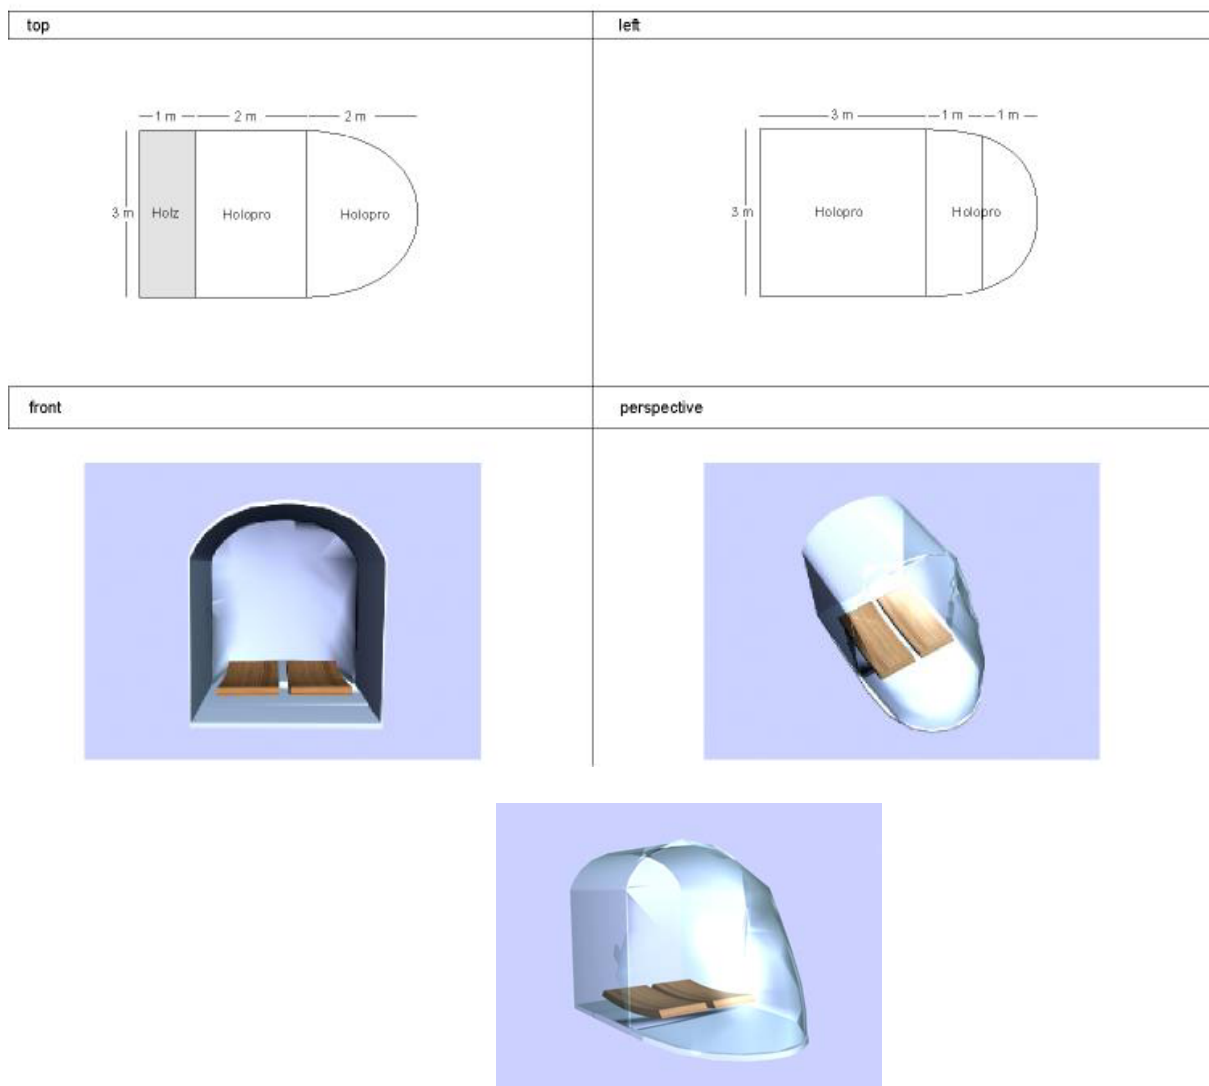 top
left
1 m 2 m 2 m
3 m
Holz
Holopro
Holopro
3 m 1 m 1 m
3 m
Holopro
Holopro
front
perspective